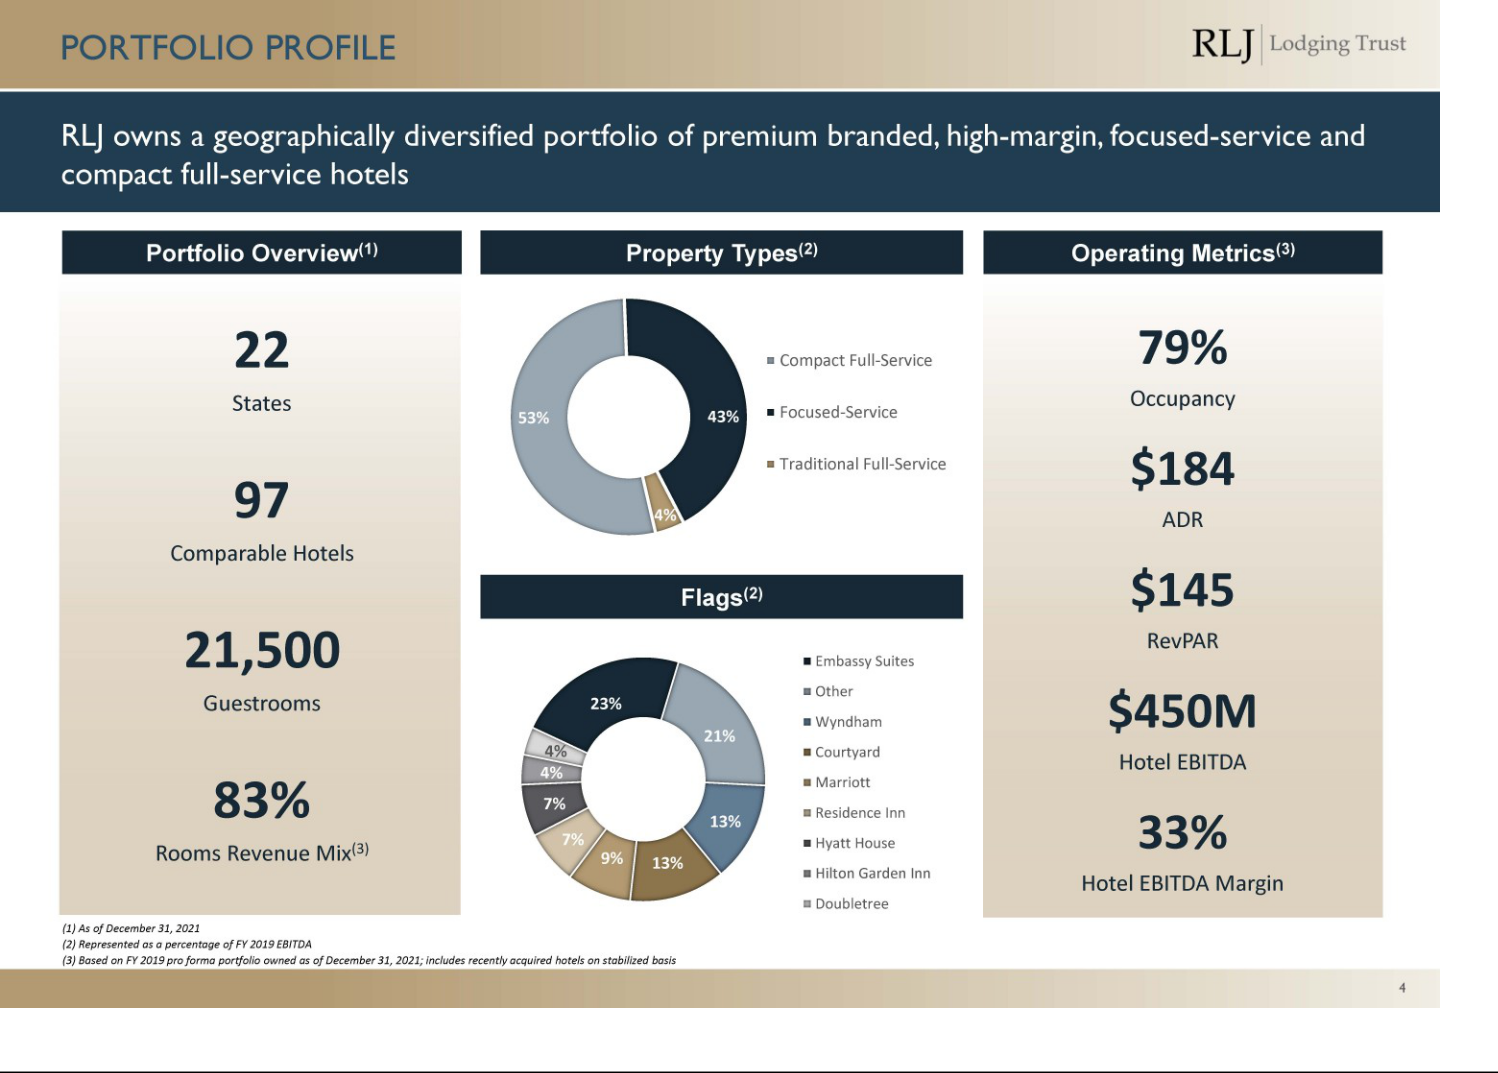 PORTFOLIO PROFILE
RLJ Lodging Trust
RLJ owns a geographically diversified portfolio of premium branded, high-margin, focused-service and
compact full-service hotels
Portfolio Overview(1)
22
States
97
Comparable Hotels
21,500
Guestrooms
83%
Rooms Revenue Mix(3)
Property Types(2)
53%
43%
4%
Compact Full-Service
Focused-Service
Traditional Full-Service
Flags(2)
23%
21%
13%
13%
9%
7%
7%
4%
4%
Embassy Suites
Other
Wyndham
Courtyard
Marriott
Residence Inn
Hyatt House
Hilton Garden Inn
Doubletree
Operating Metrics(3)
79%
Occupancy
$184
ADR
$145
RevPAR
$450M
Hotel EBITDA
33%
Hotel EBITDA Margin
(1) As of December 31, 2021
(2) Represented as a percentage of FY 2019 EBITDA
(3) Based on FY 2019 pro forma portfolio owned as of December 31, 2021; includes recently acquired hotels on stabilized basis
4